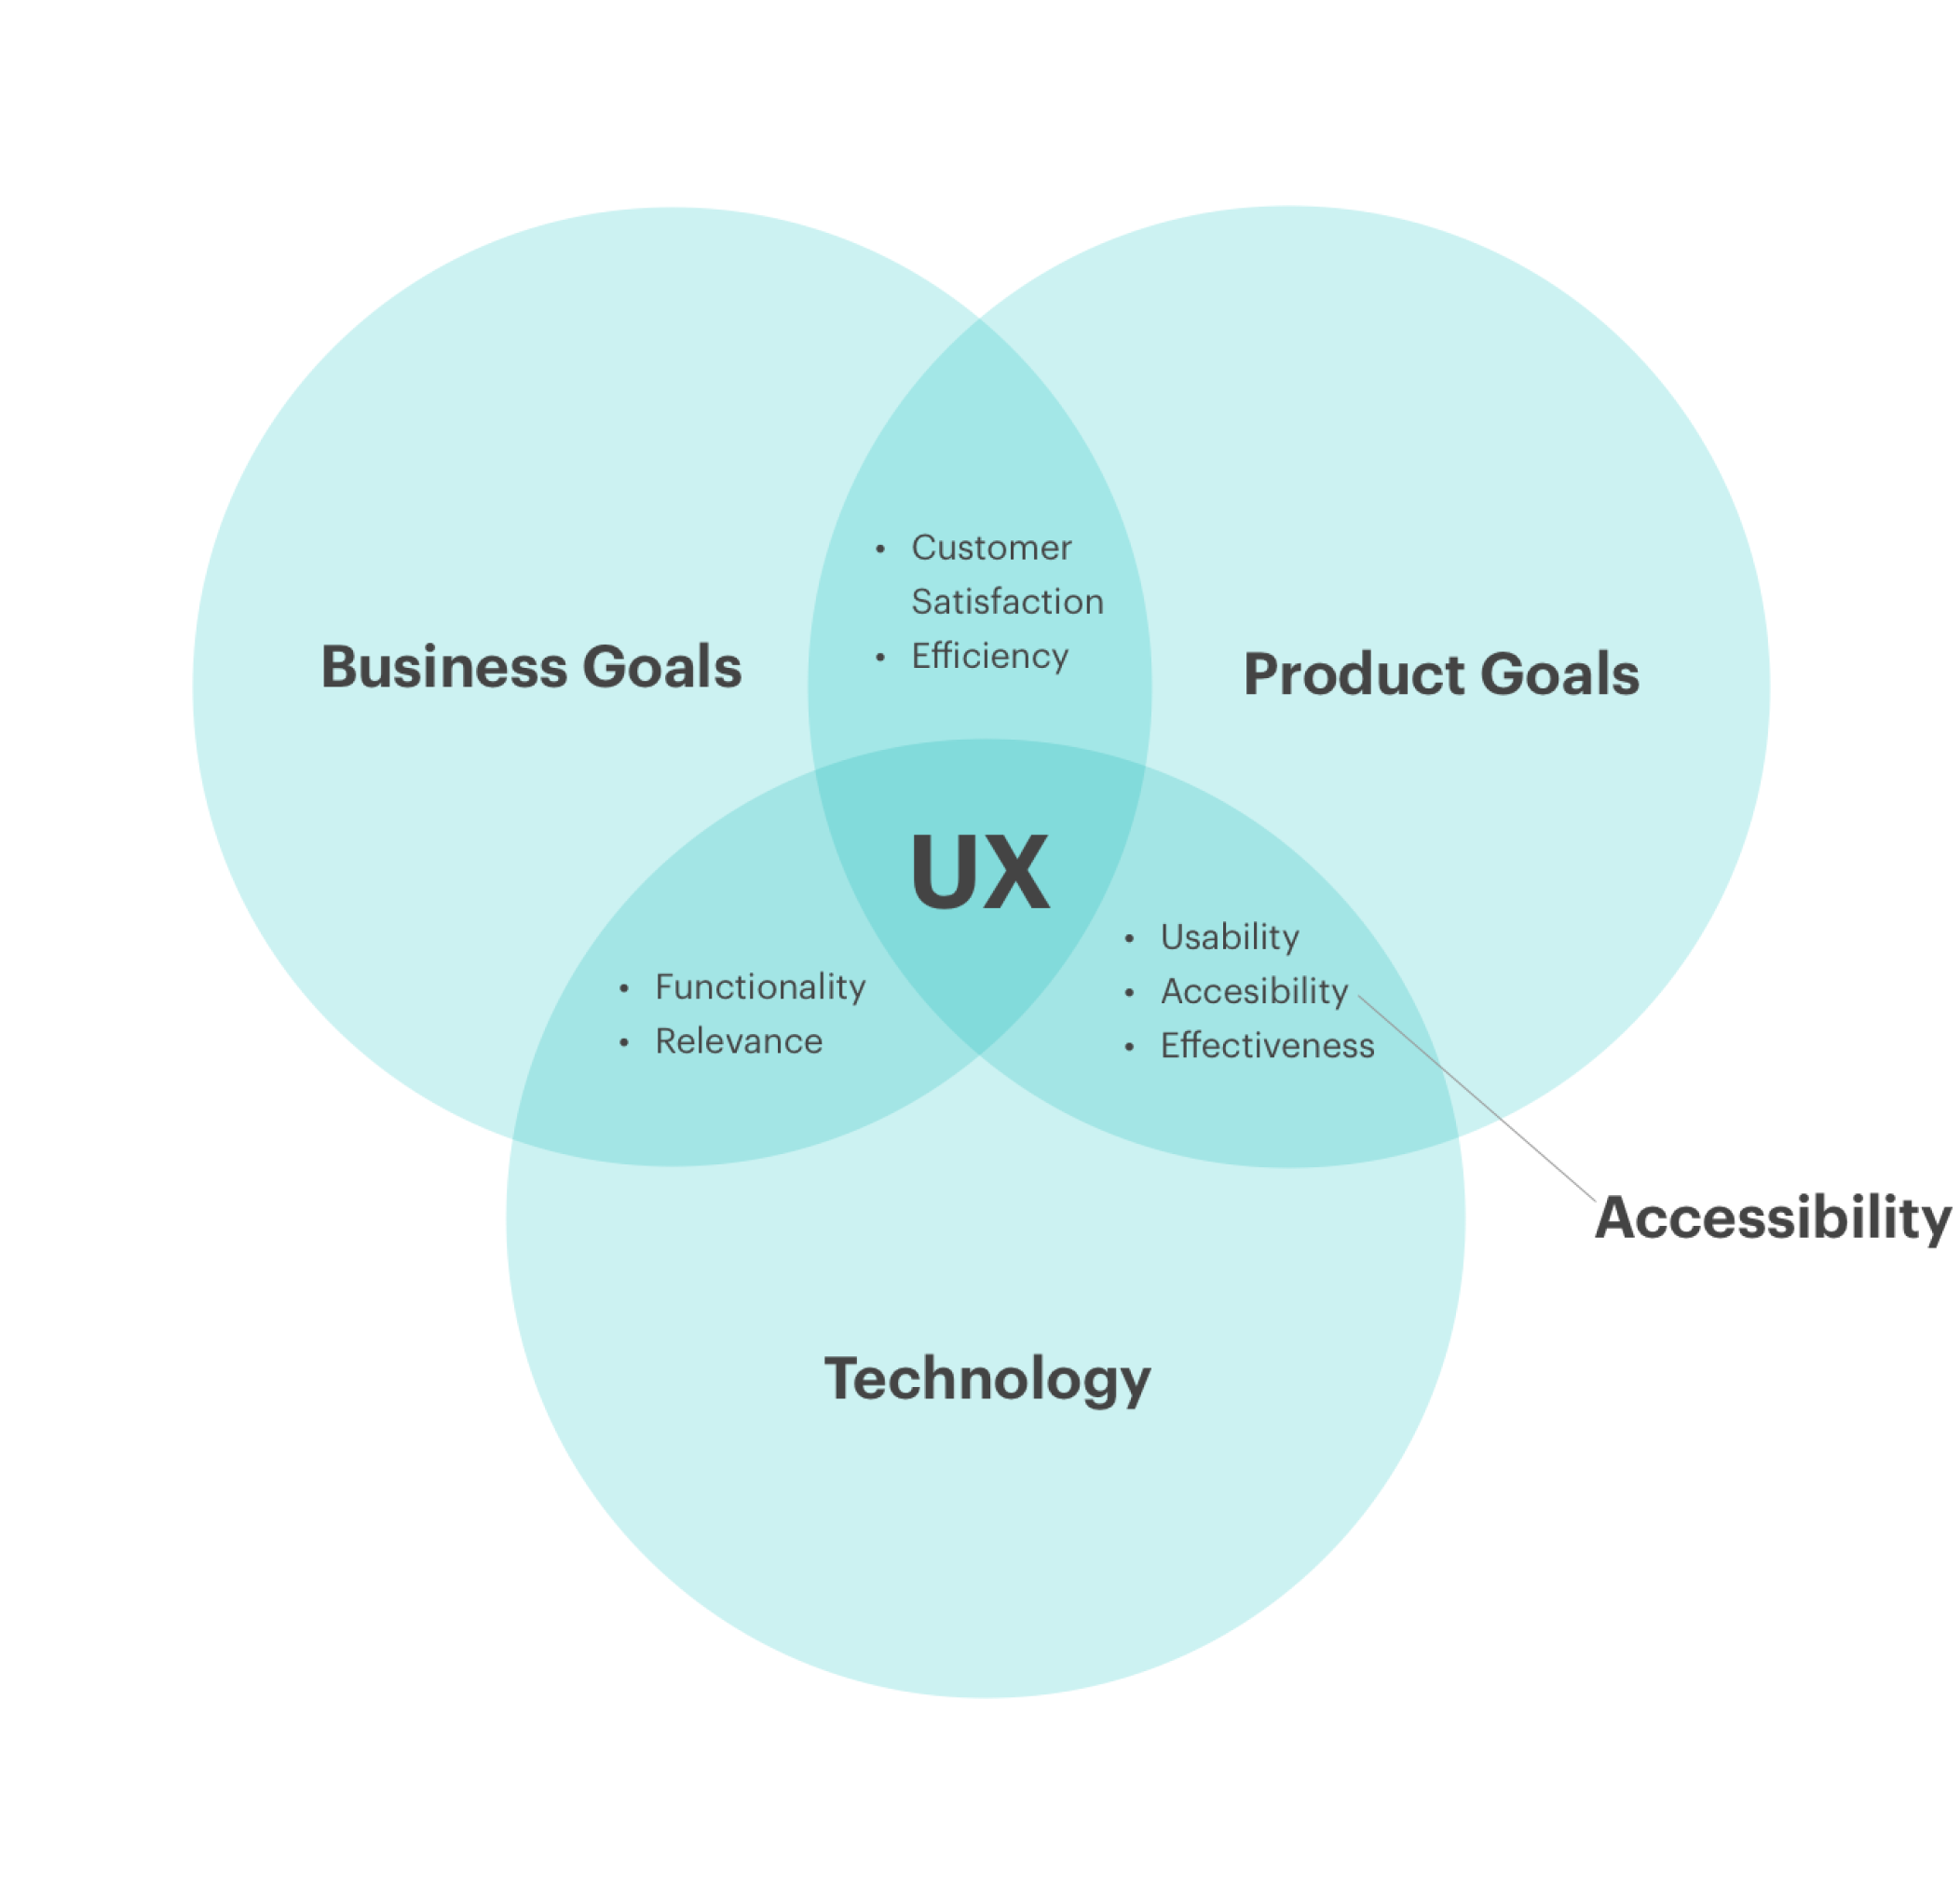 • Customer
Satisfaction
• Efficiency
Business Goals
Product Goals
UX
• Usability
• Accesibility
• Effectiveness
• Functionality
• Relevance
Accessibility
Technology